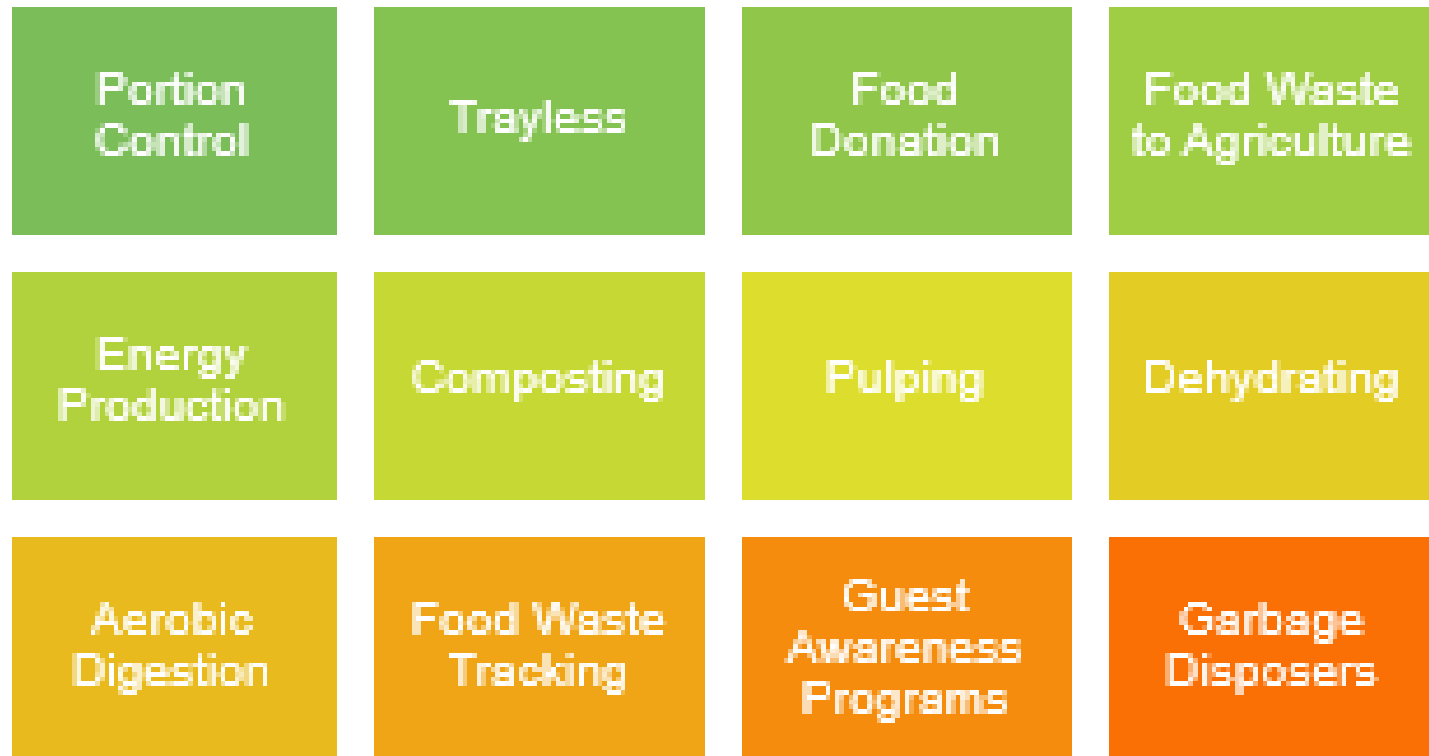 Portion
Control
Trayless
Food
Donation
Food Waste
to Agriculture
Energy
Production
Composting
Pulping
Dehydrating
Aerobic
Digestion
Food Waste
Tracking
Guest
Awareness
Programs
Garbage
Disposers